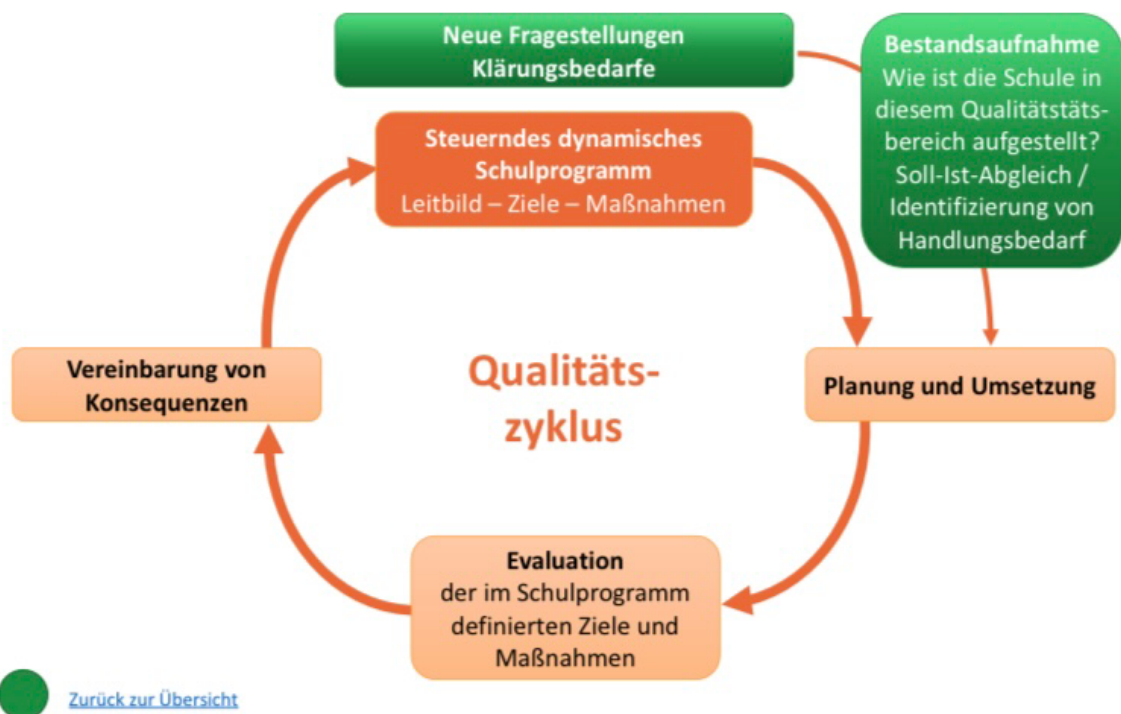 Neue Fragestellungen
Klärungsbedarfe
Bestandsaufnahme
Wie ist die Schule in
diesem Qualitätstäts-
bereich aufgestellt?
Soll-Ist-Abgleich /
Identifizierung von
Handlungsbedarf
Steuerndes dynamisches
Schulprogramm
Leitbild – Ziele – Maßnahmen
Vereinbarung von
Konsequenzen
Qualitäts-
zyklus
Planung und Umsetzung
Evaluation
der im Schulprogramm
definierten Ziele und
Maßnahmen
Zurück zur Übersicht